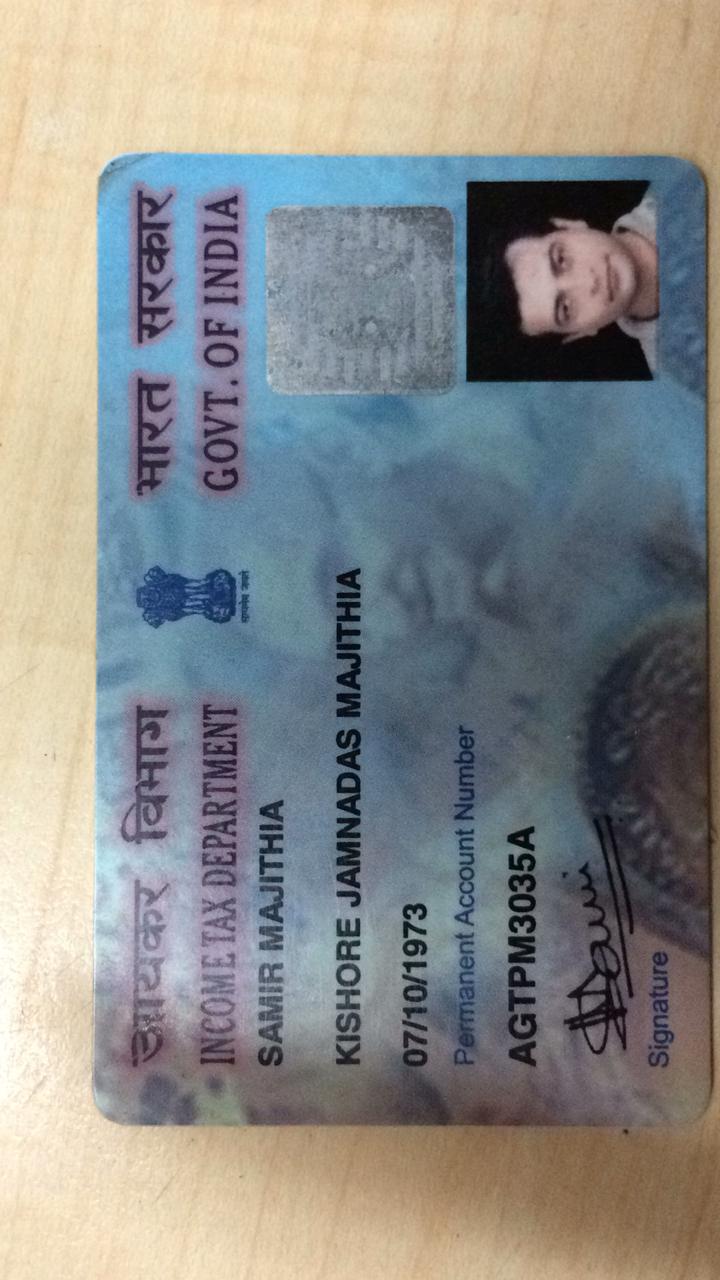 आयकर विभाग
INCOME TAX DEPARTMENT
सत्यमेव जयते
भारत सरकार
GOVT. OF INDIA
SAMIR MAJITHIA
KISHORE JAMNADAS MAJITHIA
07/10/1973
Permanent Account Number
AGTPM3035A
Signature